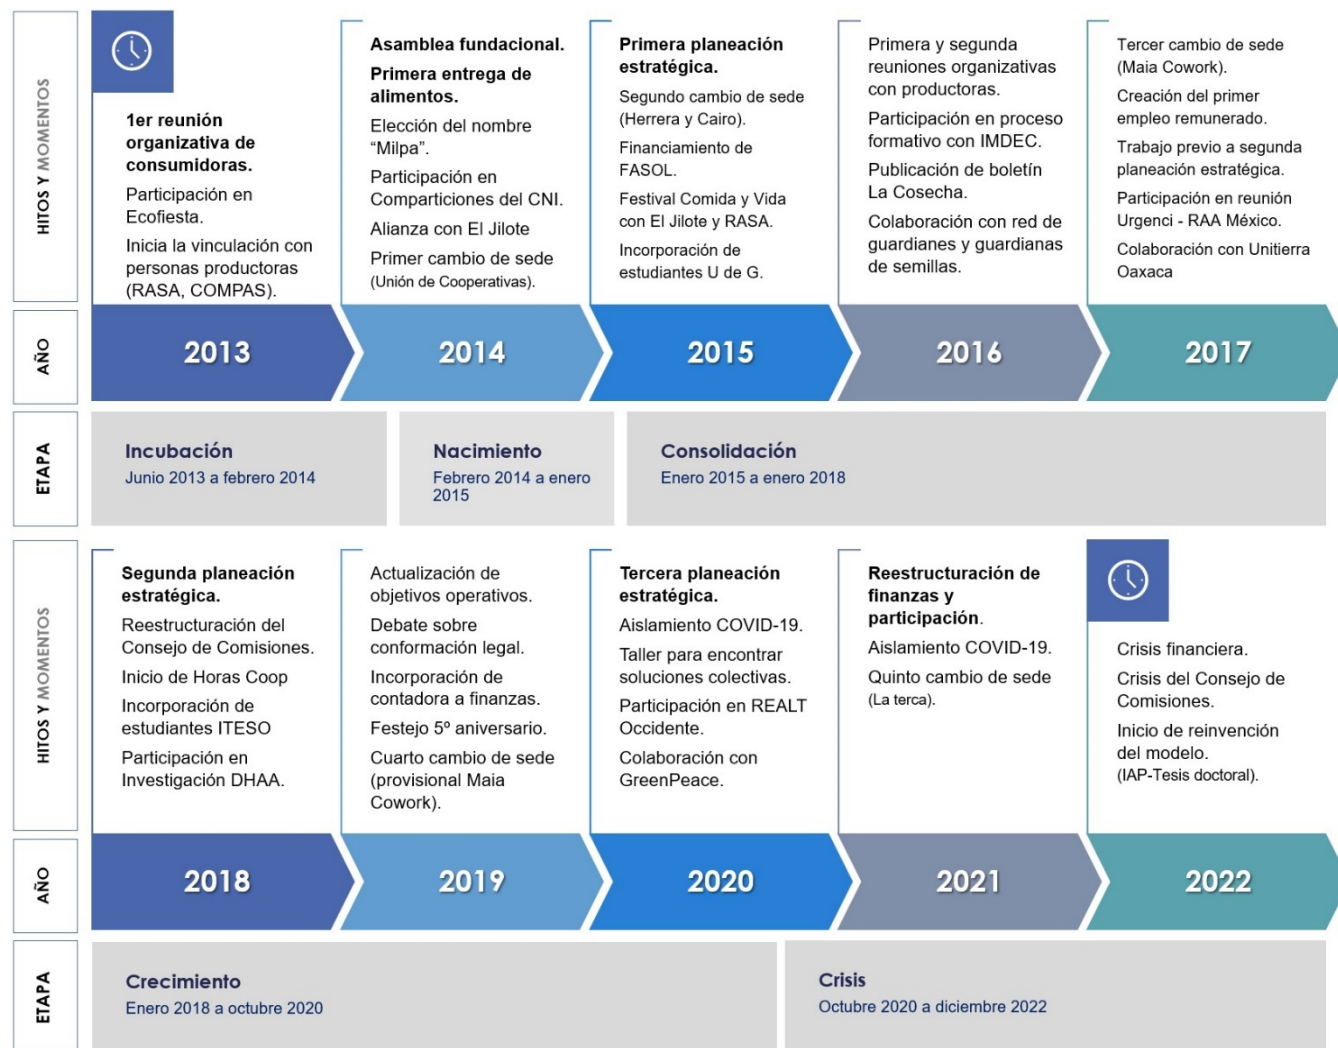 HITOS Y MOMENTOS
1er reunión
organizativa de
consumidoras.
Participación en
Ecofiesta.
Inicia la vinculación con
personas productoras
(RASA, COMPAS).
Asamblea fundacional.
Primera entrega de
alimentos.
Elección del nombre
“Milpa”.
Participación en
Comparticiones del CNI.
Alianza con El Jilote
Primer cambio de sede
(Unión de Cooperativas).
Primera planeación
estratégica.
Segundo cambio de sede
(Herrera y Cairo).
Financiamiento de
FASOL.
Festival Comida y Vida
con El Jilote y RASA.
Incorporación de
estudiantes U de G.
Primera y segunda
reuniones organizativas
con productoras.
Participación en proceso
formativo con IMDEC.
Publicación de boletín
La Cosecha.
Colaboración con red de
guardianes y guardianas
de semillas.
Tercer cambio de sede
(Maia Cowork).
Creación del primer
empleo remunerado.
Trabajo previo a segunda
planeación estratégica.
Participación en reunión
Urgenci - RAA México.
Colaboración con Unitierra
Oaxaca
AÑO
2013
2014
2015
2016
2017
ETAPA
Incubación
Junio 2013 a febrero 2014
Nacimiento
Febrero 2014 a enero
2015
Consolidación
Enero 2015 a enero 2018
HITOS Y MOMENTOS
Segunda planeación
estratégica.
Reestructuración del
Consejo de Comisiones.
Inicio de Horas Coop
Incorporación de
estudiantes ITESO
Participación en
Investigación DHAA.
Actualización de
objetivos operativos.
Debate sobre
conformación legal.
Incorporación de
contadora a finanzas.
Festejo 5º aniversario.
Cuarto cambio de sede
(provisional Maia
Cowork).
Tercera planeación
estratégica.
Aislamiento COVID-19.
Taller para encontrar
soluciones colectivas.
Participación en REALT
Occidente.
Colaboración con
GreenPeace.
Reestructuración de
finanzas y
participación.
Aislamiento COVID-19.
Quinto cambio de sede
(La terca).
Crisis financiera.
Crisis del Consejo de
Comisiones.
Inicio de reinvención
del modelo.
(IAP-Tesis doctoral).
AÑO
2018
2019
2020
2021
2022
ETAPA
Crecimiento
Enero 2018 a octubre 2020
Crisis
Octubre 2020 a diciembre 2022